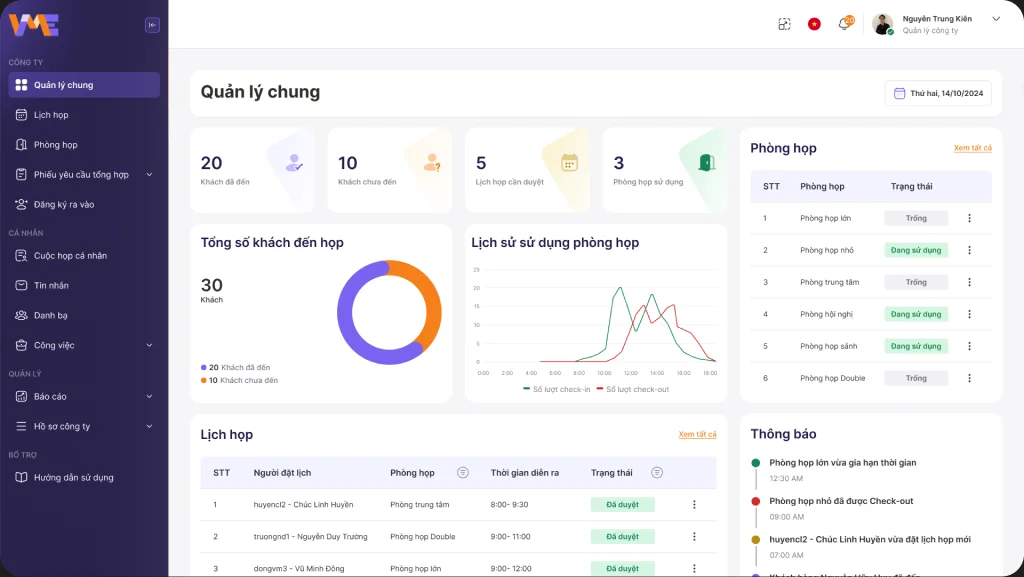 VME
CÔNG TY
Quản lý chung
Lịch họp
Phòng họp
Phiếu yêu cầu tổng hợp
Đăng ký ra vào
CÁ NHÂN
Cuộc họp cá nhân
Tin nhắn
Danh bạ
Công việc
QUẢN LÝ
Báo cáo
Hồ sơ công ty
BỔ TRỢ
Hướng dẫn sử dụng
20
Nguyễn Trung Kiên
Quản lý công ty
Quản lý chung
Thứ hai, 14/10/2024
20
Khách đã đến
10
Khách chưa đến
5
Lịch họp cần duyệt
3
Phòng họp sử dụng
Tổng số khách đến họp
30
Khách
20 Khách đã đến
10 Khách chưa đến
Lịch sử sử dụng phòng họp
25
20
15
10
5
0
0:00 2:00 4:00 6:00 8:00 10:00 12:00 14:00 16:00 18:00
Số lượt check-in Số lượt check-out
Phòng họp
Xem tất cả
STT Phòng họp Trạng thái
1 Phòng họp lớn Trống
2 Phòng họp nhỏ Đang sử dụng
3 Phòng trung tâm Trống
4 Phòng hội nghị Đang sử dụng
5 Phòng họp sảnh Đang sử dụng
6 Phòng họp Double Trống
Lịch họp
Xem tất cả
STT Người đặt lịch Phòng họp Thời gian diễn ra Trạng thái
1 huyencl2 - Chúc Linh Huyền Phòng trung tâm 8:00- 9:30 Đã duyệt
2 truongnd1 - Nguyễn Duy Trường Phòng họp Double 9:00- 11:00 Đã duyệt
3 dongvm3 - Vũ Minh Đông Phòng họp lớn 9:00- 12:00 Đã duyệt
Thông báo
Phòng họp lớn vừa gia hạn thời gian
12:30 AM
Phòng họp nhỏ đã được Check-out
09:00 AM
huyencl2 - Chúc Linh Huyền vừa đặt lịch họp mới
07:00 AM
Khách hàng Nguyễn